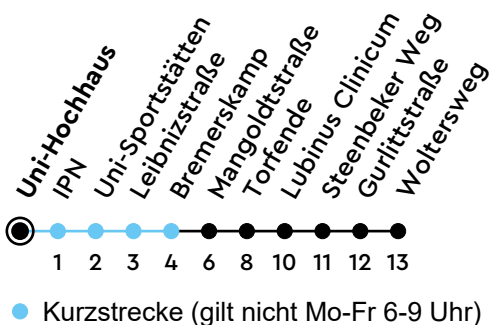 Uni-Hochhaus
IPN
Uni-Sportstätten
Leibnizstraße
Bremerskamp
Mangoldtstraße
Torfende
Lubinus Clinicum
Steenbeker Weg
Gurlittstraße
Woltersweg
1 2 3 4 6 8 10 11 12 13
Kurzstrecke (gilt nicht Mo-Fr 6-9 Uhr)